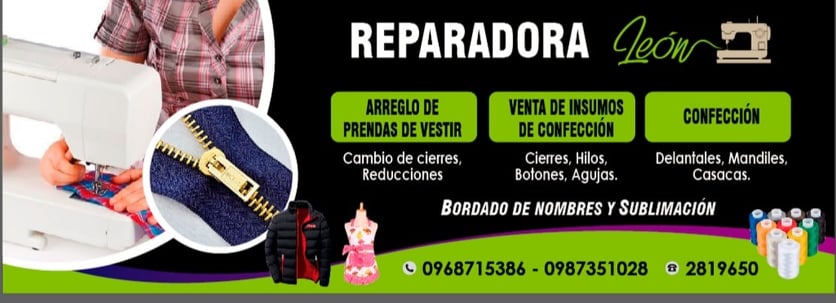 REPARADORA León
ARREGLO DE
PRENDAS DE VESTIR
Cambio de cierres,
Reducciones
VENTA DE INSUMOS
DE CONFECCIÓN
Cierres, Hilos,
Botones, Agujas.
CONFECCIÓN
Delantales, Mandiles,
Casacas.
BORDADO DE NOMBRES Y SUBLIMACIÓN
0968715386 - 0987351028 2819650